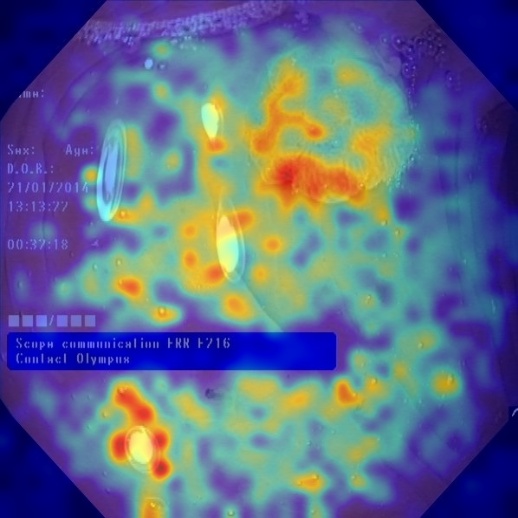 Sex: Age:
D.O.B.:
21/01/2014
13:13:22
00:37:18
Scope communication ERR E216
Contact Olympus